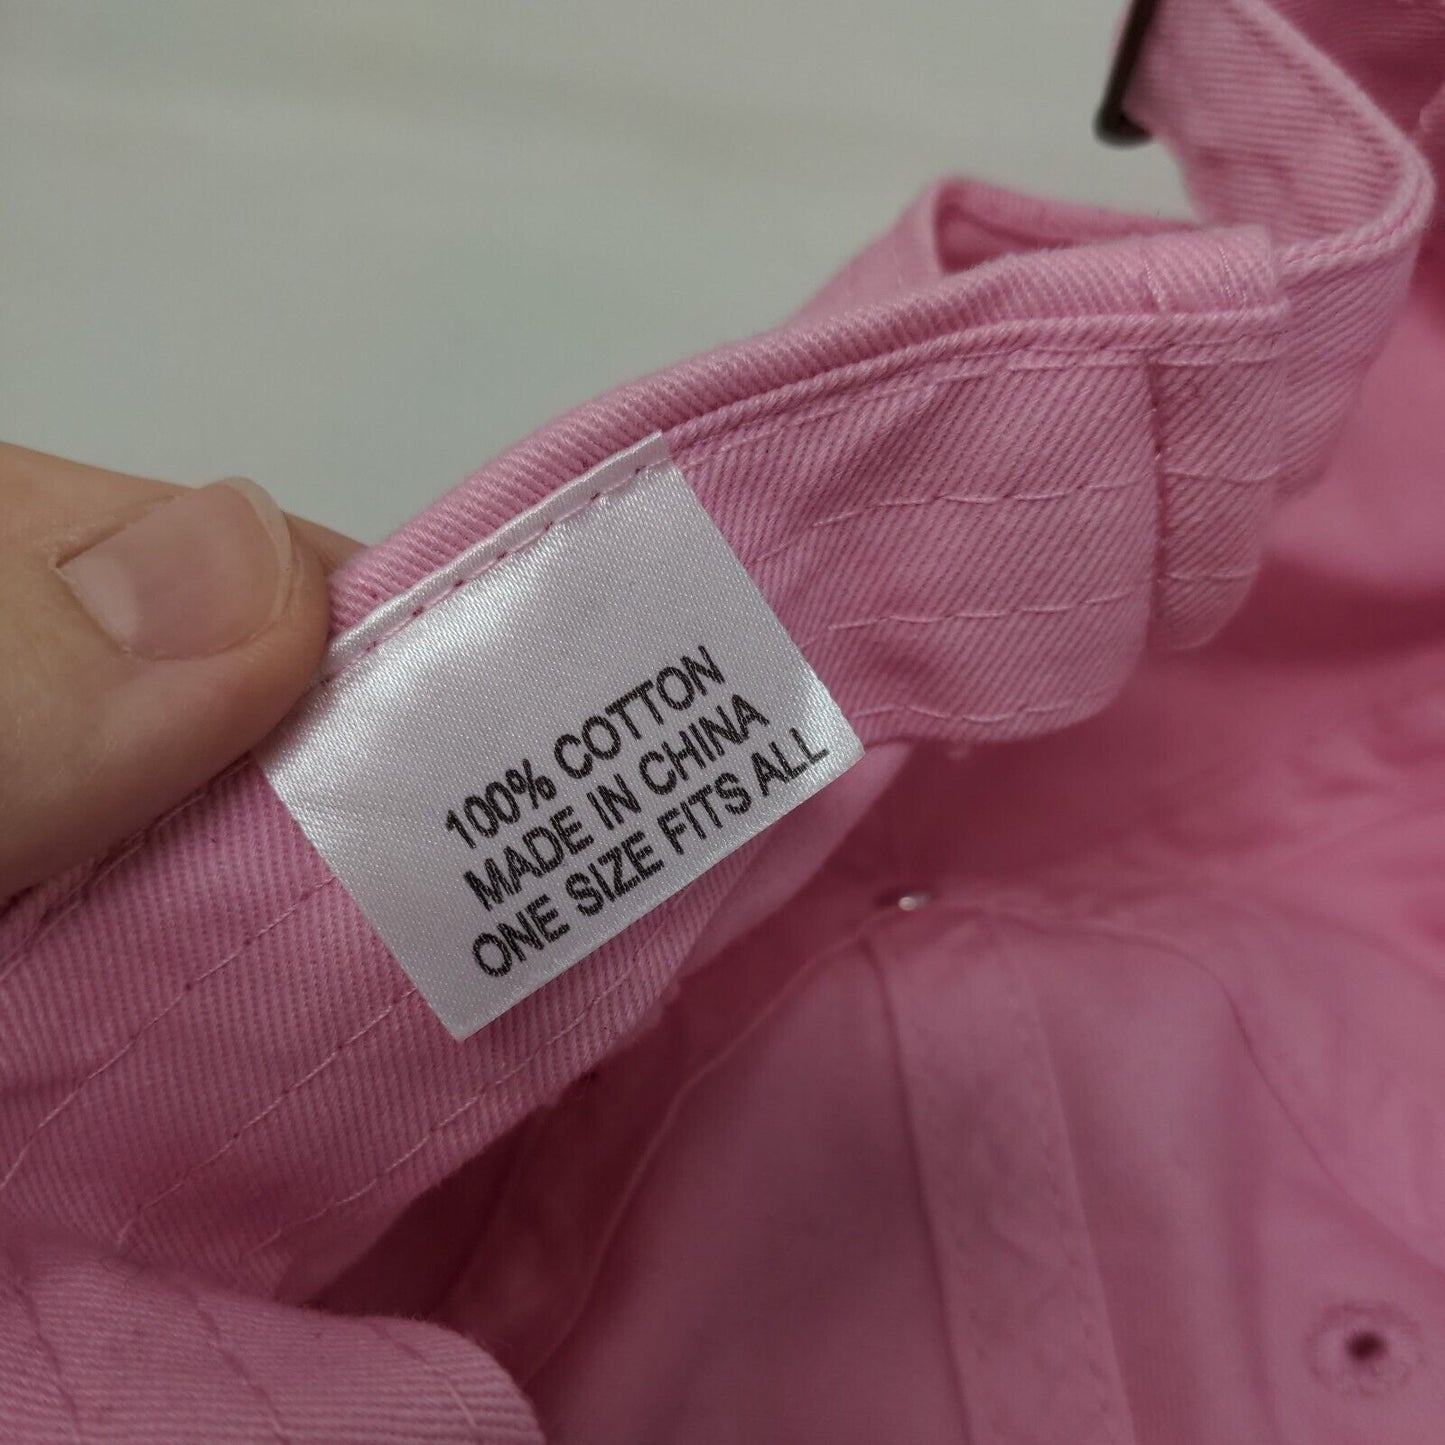 100% COTTON
MADE IN CHINA
ONE SIZE FITS ALL